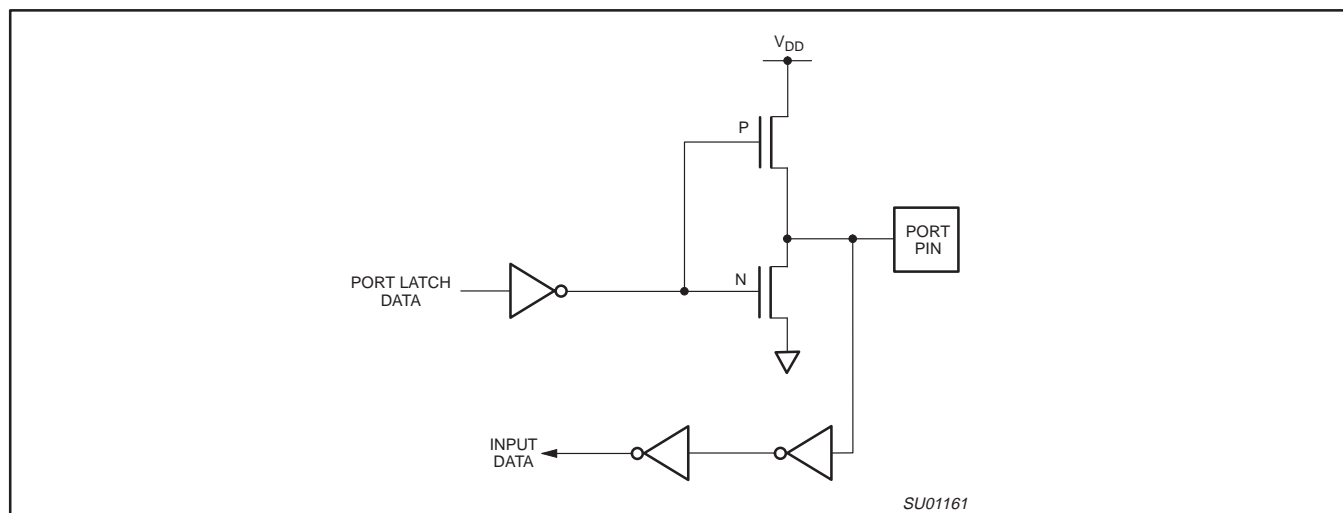 VDD
P
PORT
PIN
N
PORT LATCH
DATA
INPUT
DATA
SU01161